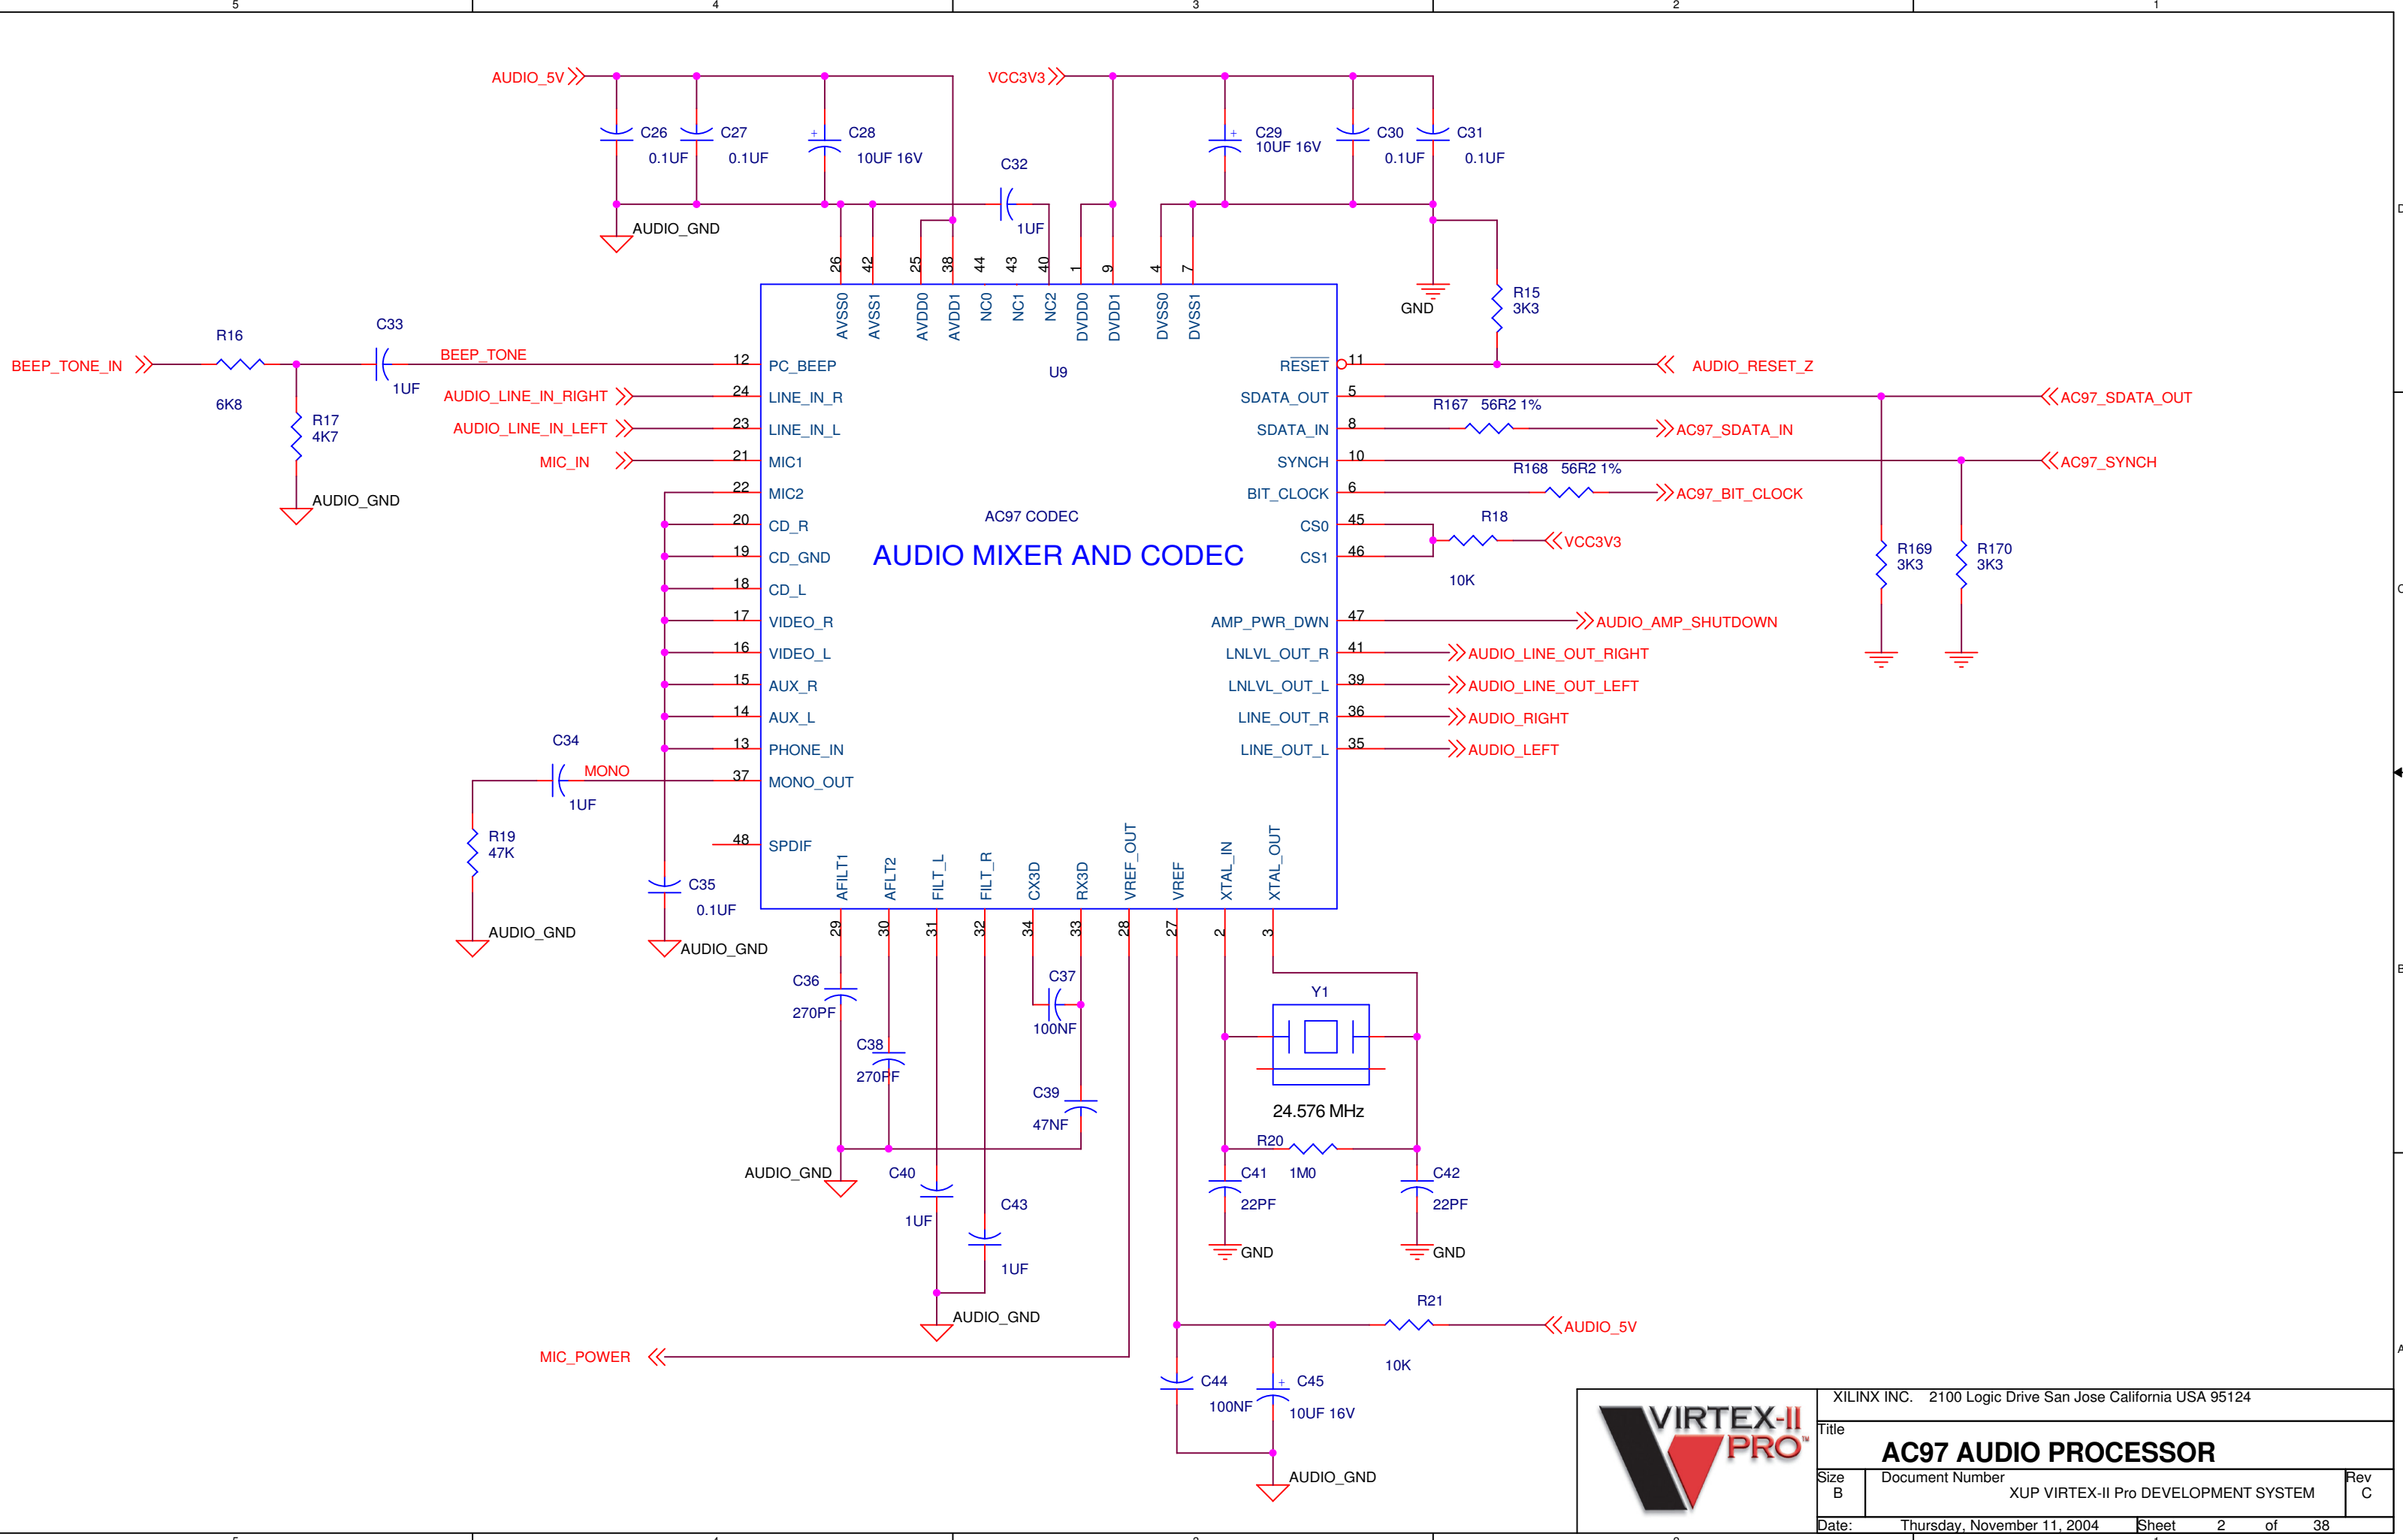 5 4 3 2 1
AUDIO_5V
VCC3V3
C26
0.1UF
C27
0.1UF
C28
10UF 16V
C32
1UF
+
+
C29
10UF 16V
C30
0.1UF
C31
0.1UF
AUDIO_GND
D
26 42 25 38 44 43 40 1 9 4 7
AVSS0 AVSS1 AVDD0 AVDD1 NC0 NC1 NC2 DVDD0 DVDD1 DVSS0 DVSS1
GND
R15
3K3
R16
6K8
C33
1UF
BEEP_TONE_IN
BEEP_TONE
R17
4K7
AUDIO_GND
AUDIO_LINE_IN_RIGHT
AUDIO_LINE_IN_LEFT
MIC_IN
12 PC_BEEP
24 LINE_IN_R
23 LINE_IN_L
21 MIC1
22 MIC2
20 CD_R
19 CD_GND
18 CD_L
17 VIDEO_R
16 VIDEO_L
15 AUX_R
14 AUX_L
13 PHONE_IN
37 MONO_OUT
48 SPDIF
U9
AC97 CODEC
AUDIO MIXER AND CODEC
RESET 11 AUDIO_RESET_Z
SDATA_OUT 5 AC97_SDATA_OUT
R167 56R2 1%
SDATA_IN 8 AC97_SDATA_IN
SYNCH 10 AC97_SYNCH
R168 56R2 1%
BIT_CLOCK 6 AC97_BIT_CLOCK
CS0 45
CS1 46
R18
10K
VCC3V3
R169
3K3
R170
3K3
C
AMP_PWR_DWN 47 AUDIO_AMP_SHUTDOWN
LNLVL_OUT_R 41 AUDIO_LINE_OUT_RIGHT
LNLVL_OUT_L 39 AUDIO_LINE_OUT_LEFT
LINE_OUT_R 36 AUDIO_RIGHT
LINE_OUT_L 35 AUDIO_LEFT
C34
1UF
MONO
R19
47K
AUDIO_GND
C35
0.1UF
AUDIO_GND
AFILT1 AFLT2 FILT_L FILT_R CX3D RX3D VREF_OUT VREF XTAL_IN XTAL_OUT
29 30 31 32 34 33 28 27 2 3
B
C36
270PF
C38
270PF
C37
100NF
C39
47NF
AUDIO_GND
C40
1UF
C43
1UF
AUDIO_GND
Y1
24.576 MHz
R20
1M0
C41
22PF
C42
22PF
GND
GND
R21
10K
AUDIO_5V
MIC_POWER
C44
100NF
+
C45
10UF 16V
AUDIO_GND
A
VIRTEX-II
PRO™
XILINX INC. 2100 Logic Drive San Jose California USA 95124
Title
AC97 AUDIO PROCESSOR
Size
B
Document Number
XUP VIRTEX-II Pro DEVELOPMENT SYSTEM
Rev
C
Date: Thursday, November 11, 2004 Sheet 2 of 38